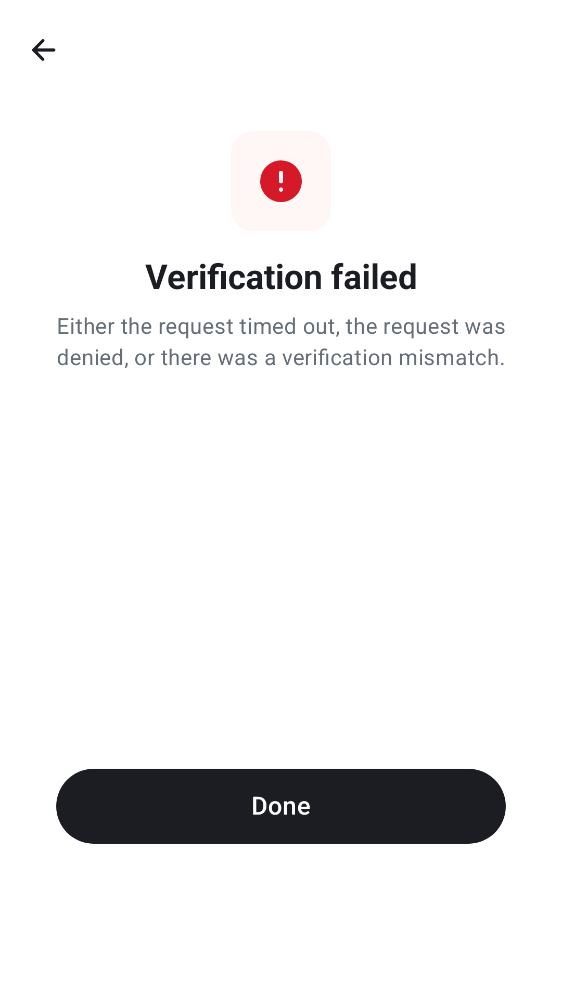 Verification failed
Either the request timed out, the request was
denied, or there was a verification mismatch.
Done